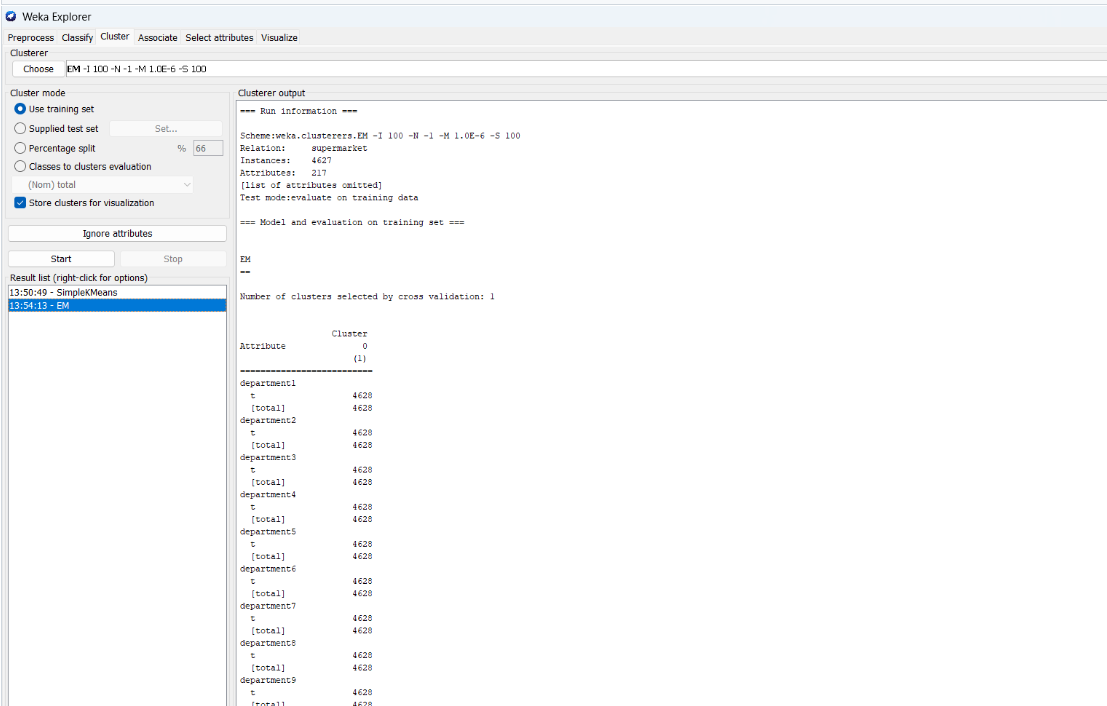 Weka Explorer
Preprocess Classify Cluster Associate Select attributes Visualize
Clusterer
Choose EM -I 100 -N -1 -M 1.0E-6 -S 100
Cluster mode
Use training set
Supplied test set Set...
Percentage split % 66
Classes to clusters evaluation
(Nom) total
Store clusters for visualization
Ignore attributes
Start Stop
Result list (right-click for options)
13:50:49 - SimpleKMeans
13:54:13 - EM
Clusterer output
=== Run information ===
Scheme:weka.clusterers.EM -I 100 -N -1 -M 1.0E-6 -S 100
Relation: supermarket
Instances: 4627
Attributes: 217
[list of attributes omitted]
Test mode:evaluate on training data
=== Model and evaluation on training set ===
EM
==
Number of clusters selected by cross validation: 1
Cluster
Attribute 0
(1)
==========================
department1
t 4628
[total] 4628
department2
t 4628
[total] 4628
department3
t 4628
[total] 4628
department4
t 4628
[total] 4628
department5
t 4628
[total] 4628
department6
t 4628
[total] 4628
department7
t 4628
[total] 4628
department8
t 4628
[total] 4628
department9
t 4628
[total] 4628